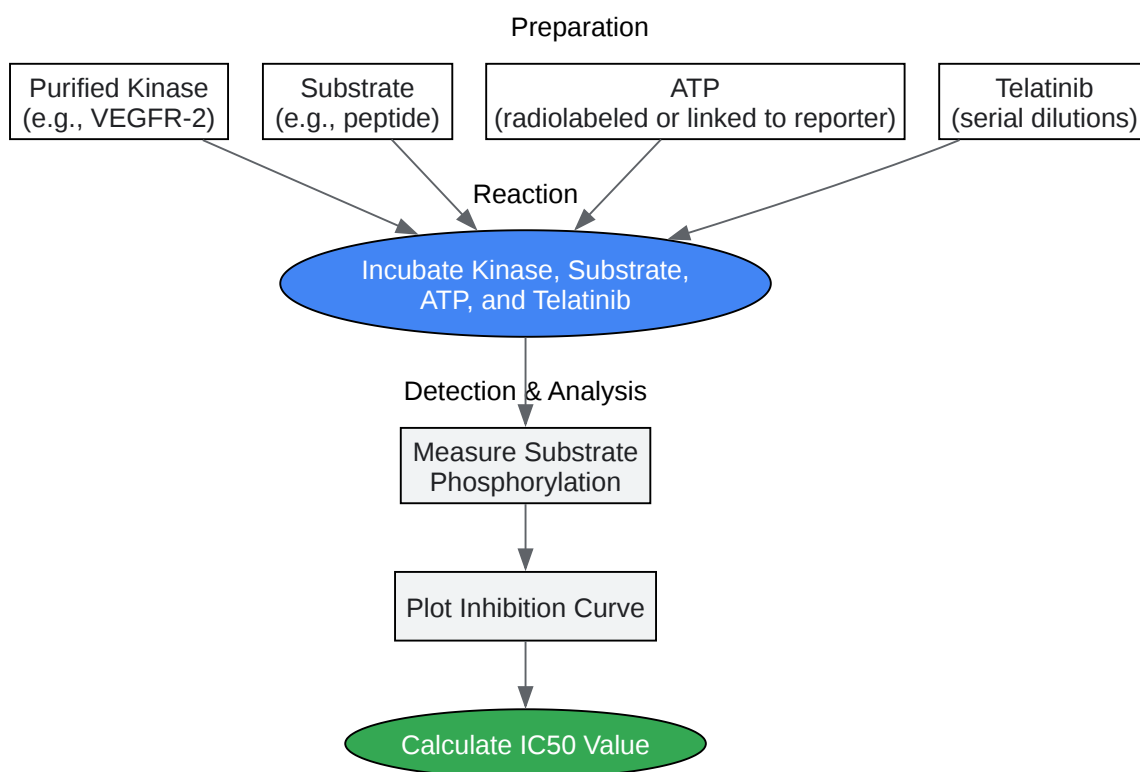 Preparation
Purified Kinase
(e.g., VEGFR-2)
Substrate
(e.g., peptide)
ATP
(radiolabeled or linked to reporter)
Telatinib
(serial dilutions)
Reaction
Incubate Kinase, Substrate,
ATP, and Telatinib
Detection & Analysis
Measure Substrate
Phosphorylation
Plot Inhibition Curve
Calculate IC50 Value